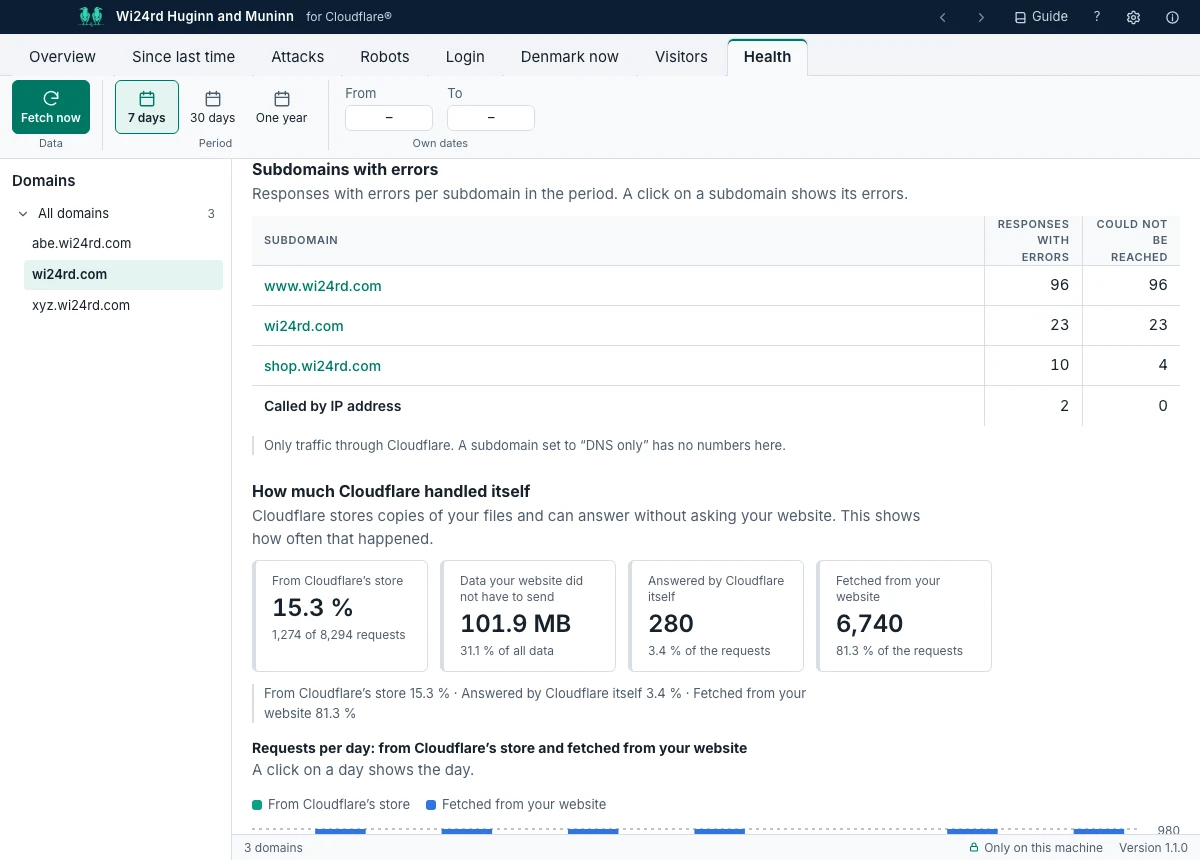 Wi24rd Huginn and Muninn for Cloudflare®
Guide ?
Overview Since last time Attacks Robots Login Denmark now Visitors Health
Fetch now
Data
7 days 30 days One year
Period
From To
– –
Own dates
Domains
All domains 3
abe.wi24rd.com
wi24rd.com
xyz.wi24rd.com
Subdomains with errors
Responses with errors per subdomain in the period. A click on a subdomain shows its errors.
SUBDOMAIN
RESPONSES
WITH
ERRORS
COULD NOT
BE
REACHED
www.wi24rd.com 96 96
wi24rd.com 23 23
shop.wi24rd.com 10 4
Called by IP address 2 0
Only traffic through Cloudflare. A subdomain set to “DNS only” has no numbers here.
How much Cloudflare handled itself
Cloudflare stores copies of your files and can answer without asking your website. This shows
how often that happened.
From Cloudflare’s store
15.3 %
1,274 of 8,294 requests
Data your website did
not have to send
101.9 MB
31.1 % of all data
Answered by Cloudflare
itself
280
3.4 % of the requests
Fetched from your
website
6,740
81.3 % of the requests
From Cloudflare’s store 15.3 % · Answered by Cloudflare itself 3.4 % · Fetched from your
website 81.3 %
Requests per day: from Cloudflare’s store and fetched from your website
A click on a day shows the day.
From Cloudflare’s store Fetched from your website
980
3 domains
Only on this machine Version 1.1.0